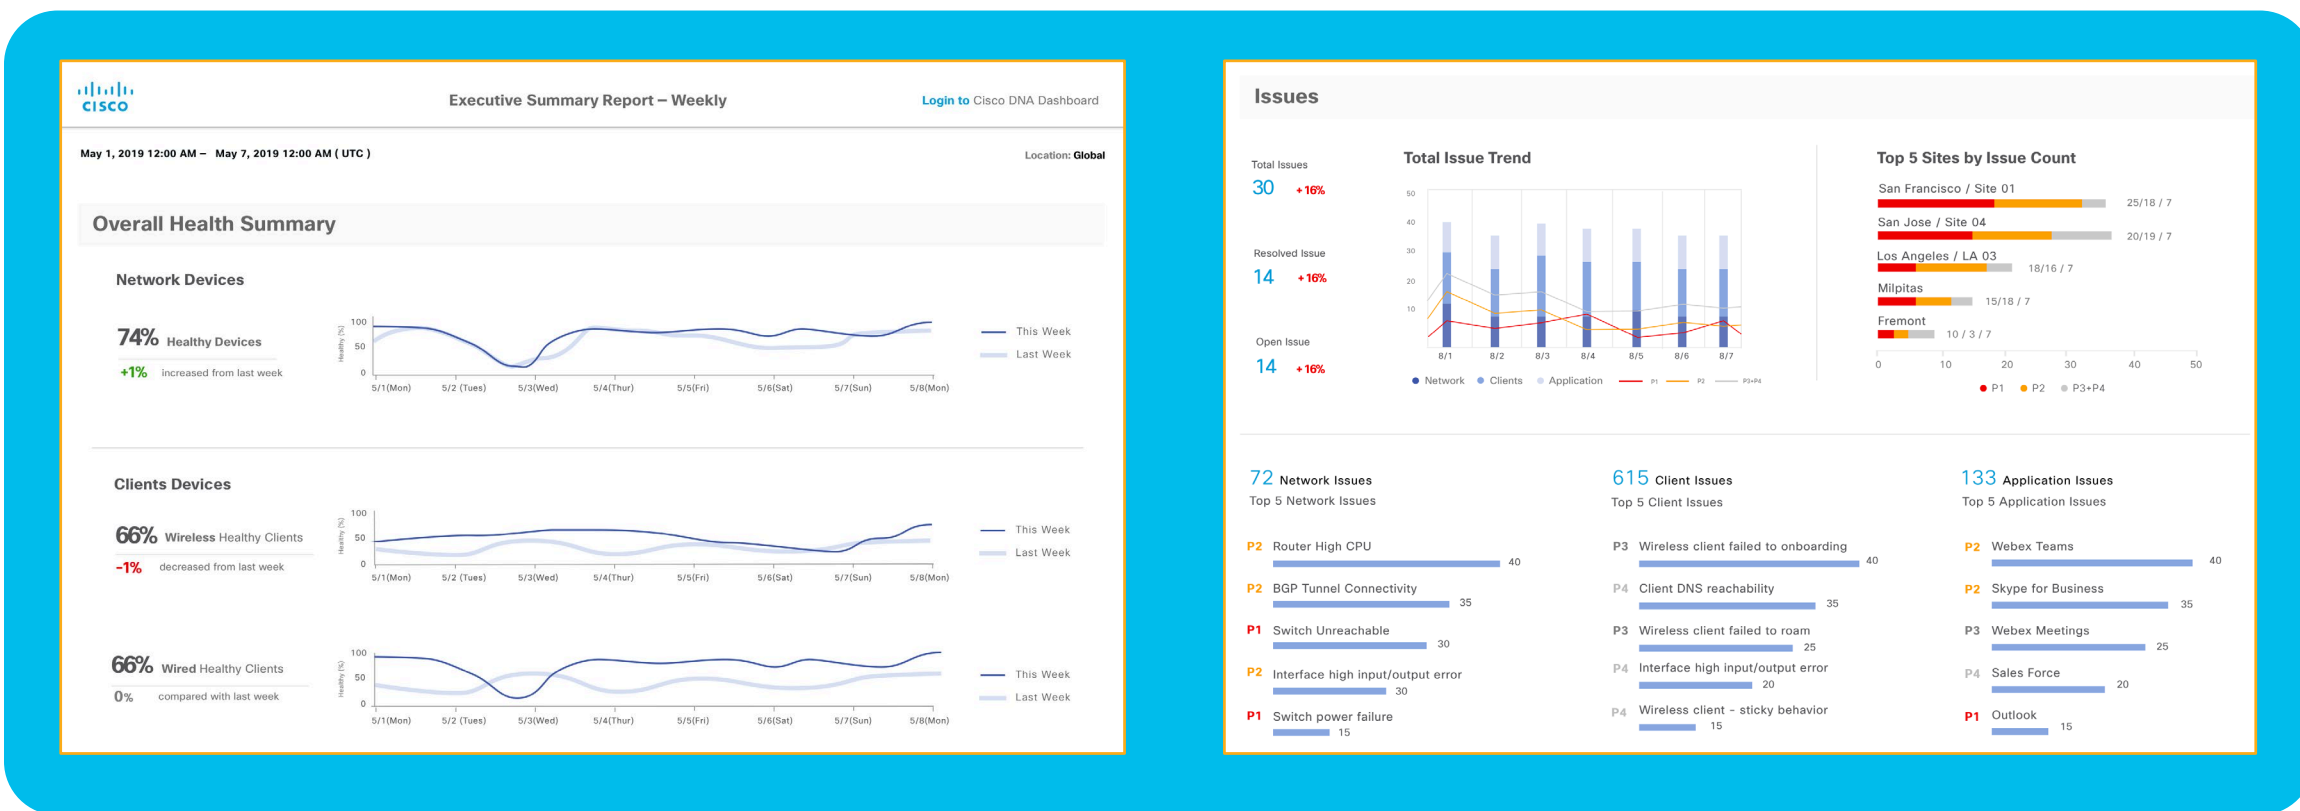 CISCO
Executive Summary Report – Weekly
Login to Cisco DNA Dashboard
May 1, 2019 12:00 AM – May 7, 2019 12:00 AM ( UTC )
Location: Global
Overall Health Summary
Network Devices
74% Healthy Devices
+1% increased from last week
Healthy (%)
100
50
0
5/1(Mon) 5/2 (Tues) 5/3(Wed) 5/4(Thur) 5/5(Fri) 5/6(Sat) 5/7(Sun) 5/8(Mon)
This Week
Last Week
Clients Devices
66% Wireless Healthy Clients
-1% decreased from last week
Healthy (%)
100
50
0
5/1(Mon) 5/2 (Tues) 5/3(Wed) 5/4(Thur) 5/5(Fri) 5/6(Sat) 5/7(Sun) 5/8(Mon)
This Week
Last Week
66% Wired Healthy Clients
0% compared with last week
Healthy (%)
100
50
0
5/1(Mon) 5/2 (Tues) 5/3(Wed) 5/4(Thur) 5/5(Fri) 5/6(Sat) 5/7(Sun) 5/8(Mon)
This Week
Last Week
Issues
Total Issues
30 +16%
Resolved Issue
14 +16%
Open Issue
14 +16%
Total Issue Trend
50
40
30
20
10
8/1 8/2 8/3 8/4 8/5 8/6 8/7
Network Clients Application P1 P2 P3+P4
Top 5 Sites by Issue Count
San Francisco / Site 01
25/18 / 7
San Jose / Site 04
20/19 / 7
Los Angeles / LA 03
18/16 / 7
Milpitas
15/18 / 7
Fremont
10 / 3 / 7
0 10 20 30 40 50
P1 P2 P3+P4
72 Network Issues
Top 5 Network Issues
P2 Router High CPU
40
P2 BGP Tunnel Connectivity
35
P1 Switch Unreachable
30
P2 Interface high input/output error
30
P1 Switch power failure
15
615 Client Issues
Top 5 Client Issues
P3 Wireless client failed to onboarding
40
P4 Client DNS reachability
35
P3 Wireless client failed to roam
25
P4 Interface high input/output error
20
P4 Wireless client - sticky behavior
15
133 Application Issues
Top 5 Application Issues
P2 Webex Teams
40
P2 Skype for Business
35
P3 Webex Meetings
25
P4 Sales Force
20
P1 Outlook
15